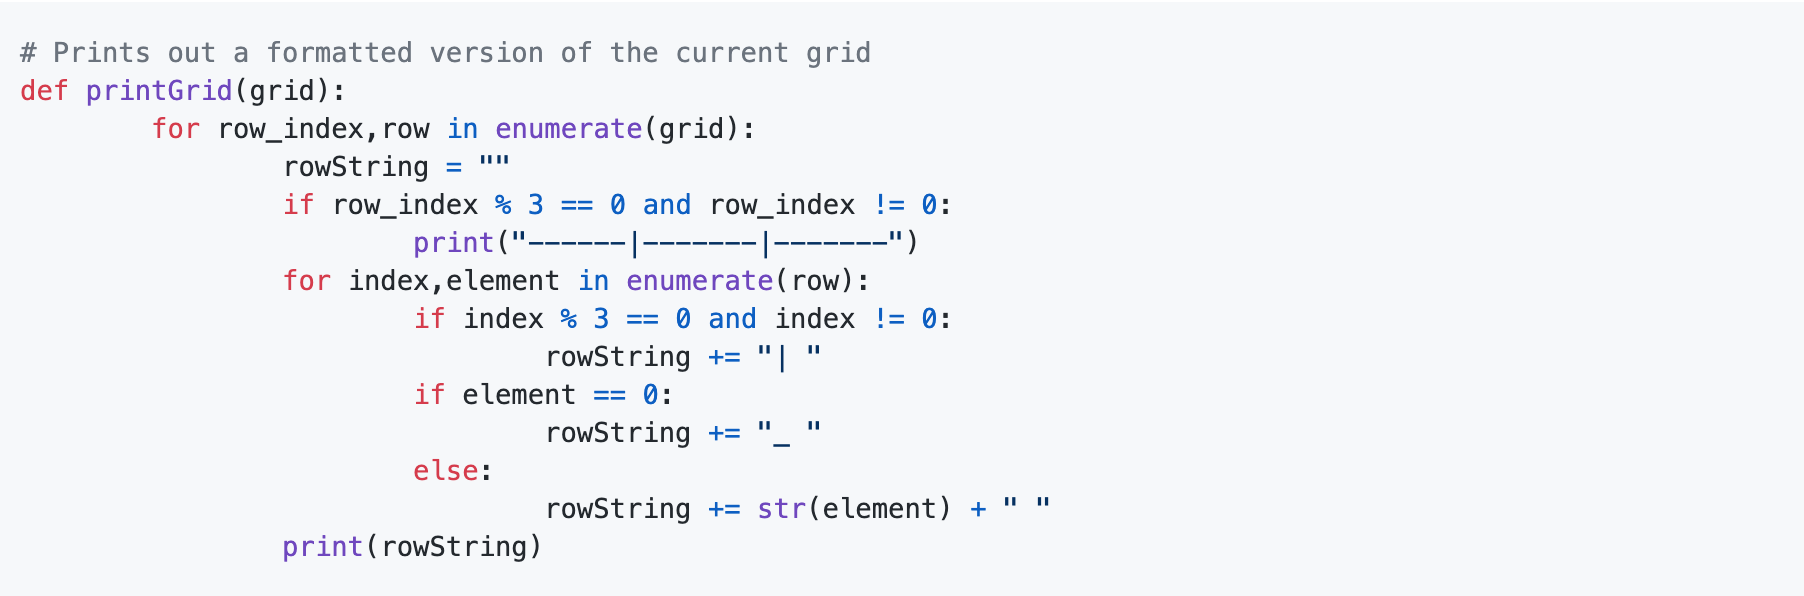 # Prints out a formatted version of the current grid
def printGrid(grid):
        for row_index,row in enumerate(grid):
                rowString = ""
                if row_index % 3 == 0 and row_index != 0:
                        print("------|-------|-------")
                for index,element in enumerate(row):
                        if index % 3 == 0 and index != 0:
                                rowString += "| "
                        if element == 0:
                                rowString += "_ "
                        else:
                                rowString += str(element) + " "
                print(rowString)